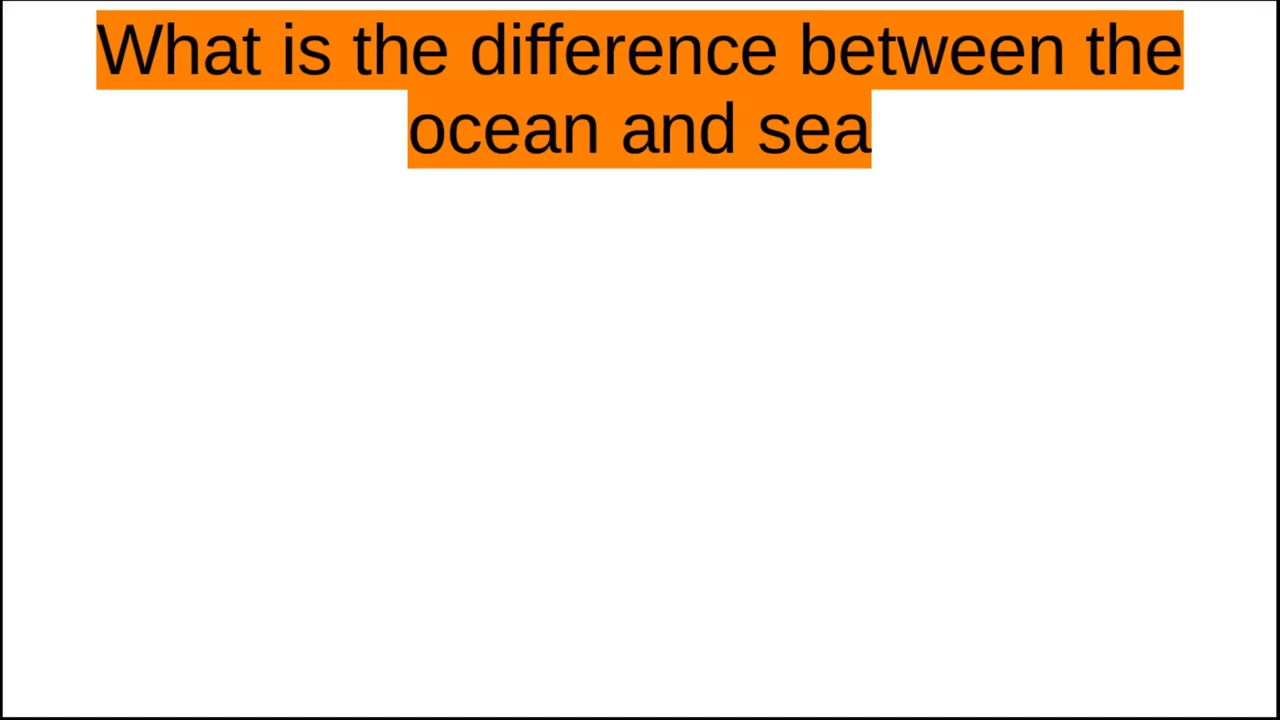 What is the difference between the
ocean and sea